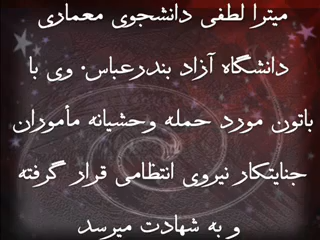 میترا لطفی دانشجوی معماری
دانشگاه آزاد بندرعباس. وی با
باتون مورد حمله وحشیانه مأموران
جنایتکار نیروی انتظامی قرار گرفته
و به شهادت میرسد